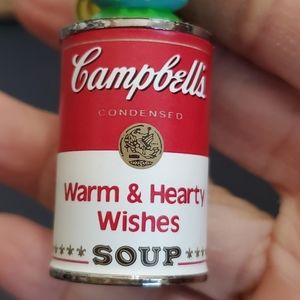 Campbell's
CONDENSED
Warm & Hearty
Wishes
SOUP